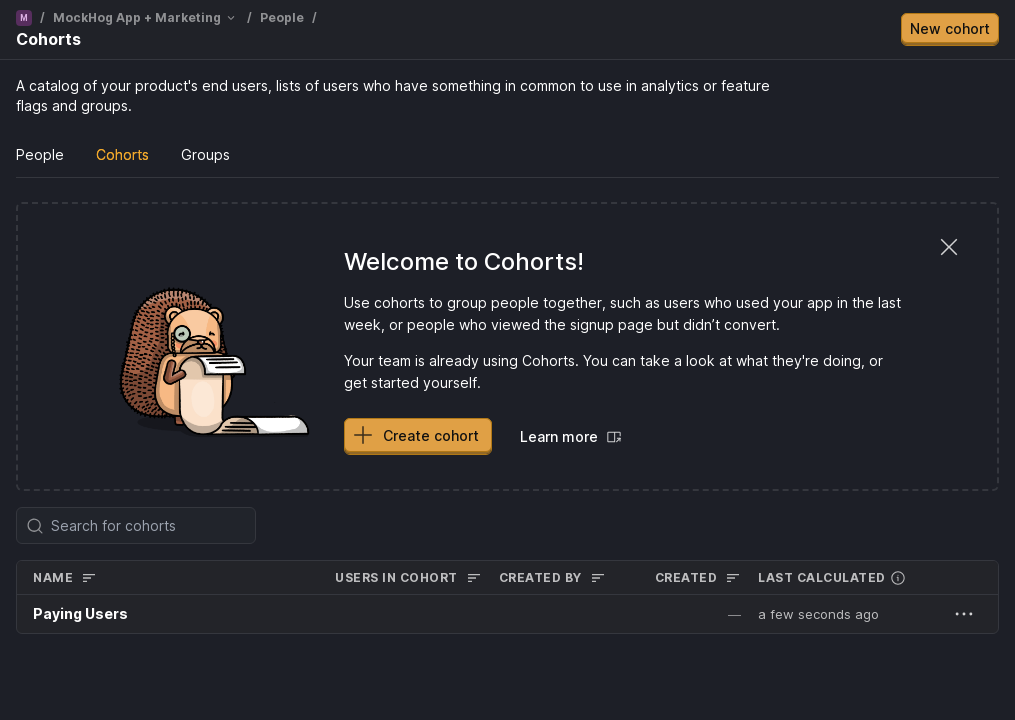 M / MockHog App + Marketing / People /
Cohorts
New cohort
A catalog of your product's end users, lists of users who have something in common to use in analytics or feature
flags and groups.
People Cohorts Groups
Welcome to Cohorts!
Use cohorts to group people together, such as users who used your app in the last
week, or people who viewed the signup page but didn’t convert.
Your team is already using Cohorts. You can take a look at what they're doing, or
get started yourself.
Create cohort Learn more
Search for cohorts
NAME USERS IN COHORT CREATED BY CREATED LAST CALCULATED
Paying Users — a few seconds ago